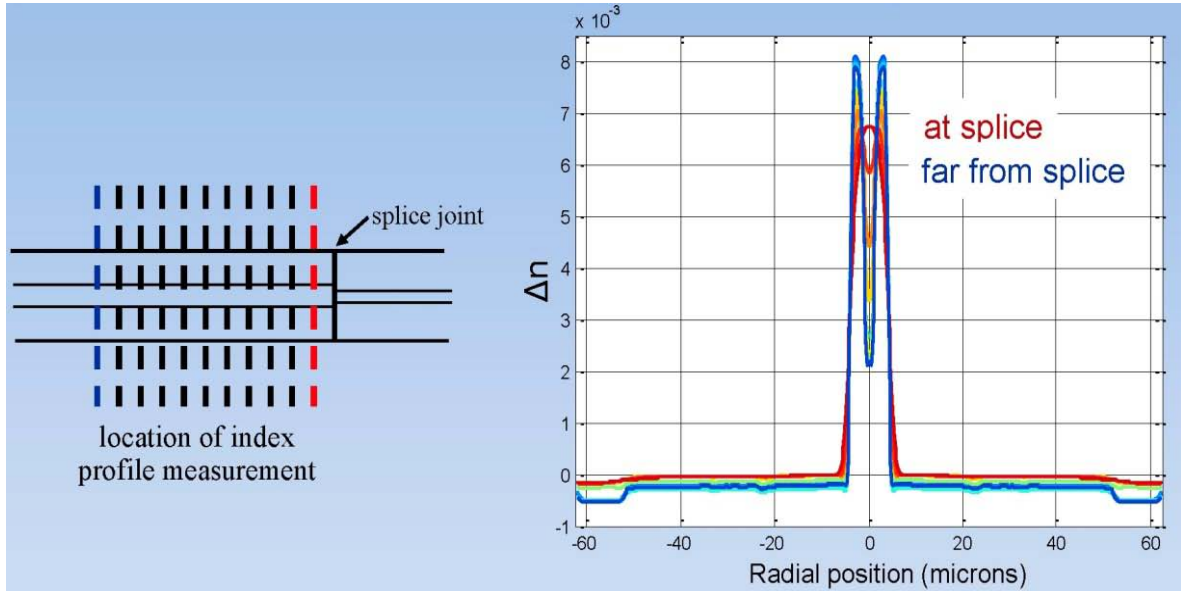 splice joint
location of index
profile measurement
x 10⁻³
at splice
far from splice
Δn
8
7
6
5
4
3
2
1
0
-1
-60
-40
-20
0
20
40
60
Radial position (microns)